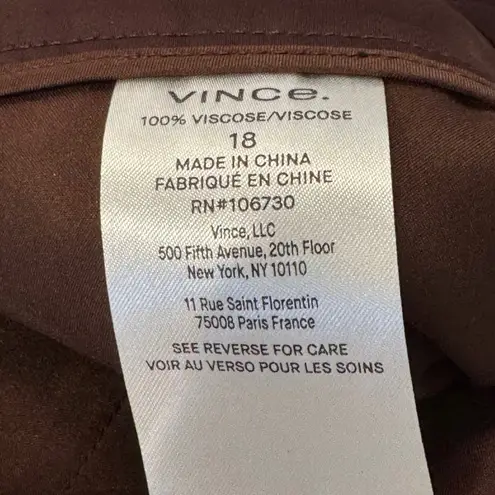 VINCE.
100% VISCOSE/VISCOSE
18
MADE IN CHINA
FABRIQUÉ EN CHINE
RN#106730
Vince, LLC
500 Fifth Avenue, 20th Floor
New York, NY 10110
11 Rue Saint Florentin
75008 Paris France
SEE REVERSE FOR CARE
VOIR AU VERSO POUR LES SOINS